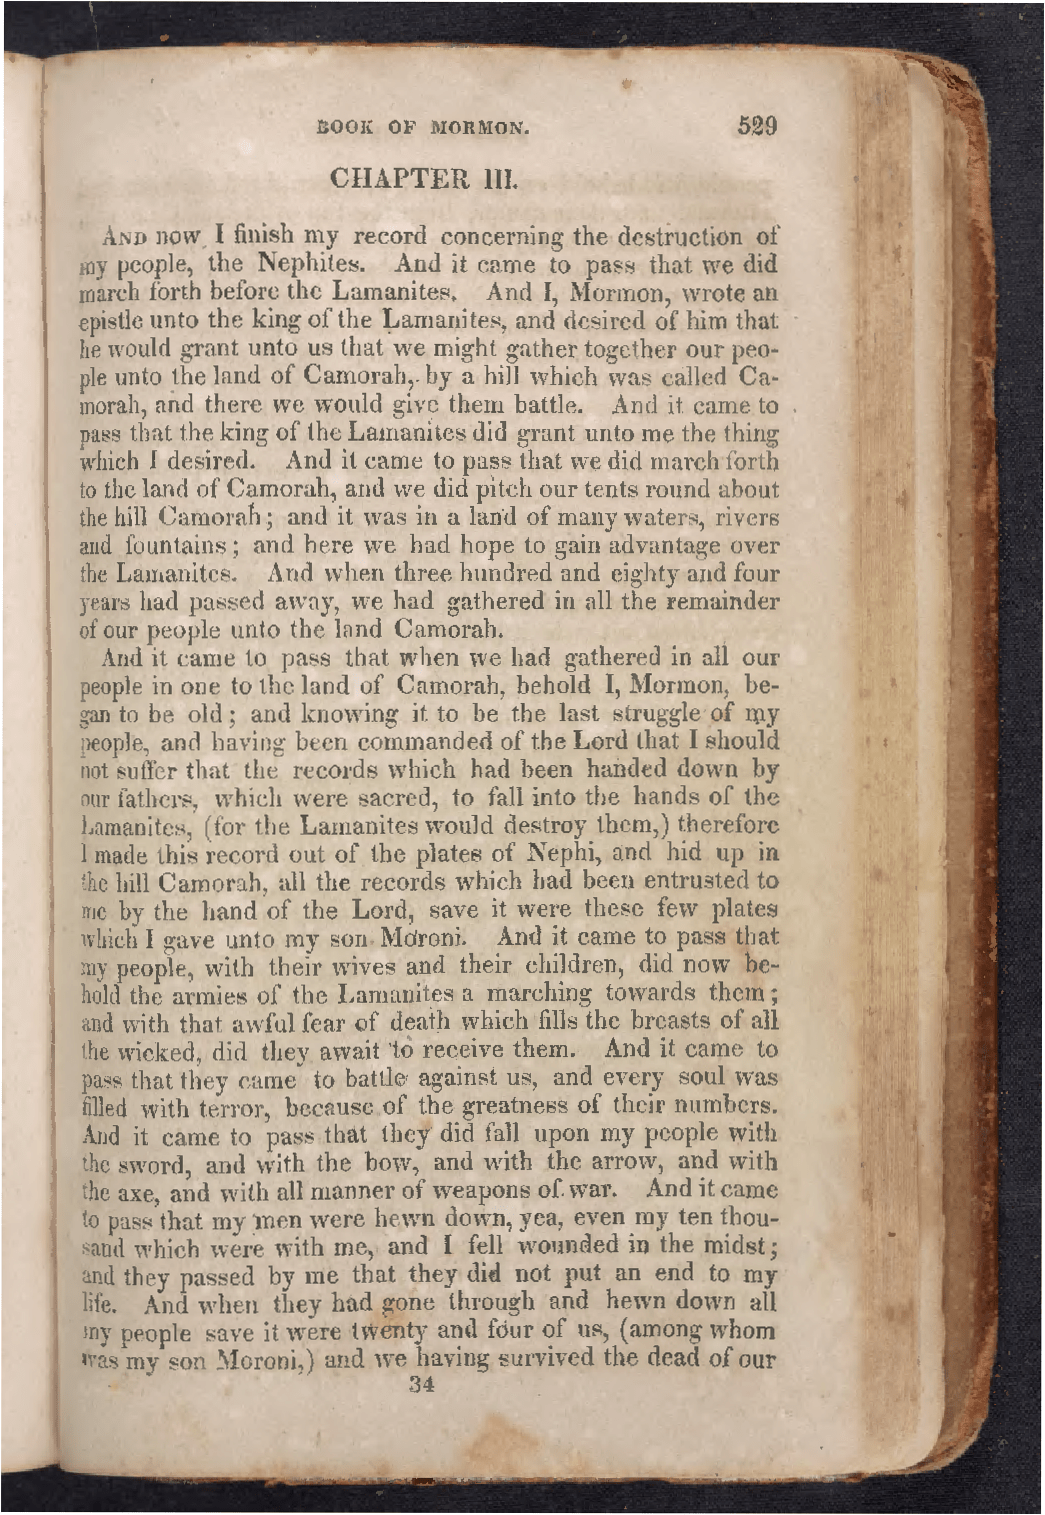 BOOK OF MORMON. 529
CHAPTER III.
AND now I finish my record concerning the destruction of
my people, the Nephites. And it came to pass that we did
march forth before the Lamanites. And I, Mormon, wrote an
epistle unto the king of the Lamanites, and desired of him that
he would grant unto us that we might gather together our peo-
ple unto the land of Camorah, by a hill which was called Ca-
morah, and there we would give them battle. And it came to
pass that the king of the Lamanites did grant unto me the thing
which I desired. And it came to pass that we did march forth
to the land of Camorah, and we did pitch our tents round about
the hill Camorah; and it was in a land of many waters, rivers
and fountains; and here we had hope to gain advantage over
the Lamanites. And when three hundred and eighty and four
years had passed away, we had gathered in all the remainder
of our people unto the land Camorah.
And it came to pass that when we had gathered in all our
people in one to the land of Camorah, behold I, Mormon, be-
gan to be old; and knowing it to be the last struggle of my
people, and having been commanded of the Lord that I should
not suffer that the records which had been handed down by
our fathers, which were sacred, to fall into the hands of the
Lamanites, (for the Lamanites would destroy them,) therefore
I made this record out of the plates of Nephi, and hid up in
the hill Camorah, all the records which had been entrusted to
me by the hand of the Lord, save it were these few plates
which I gave unto my son Moroni. And it came to pass that
my people, with their wives and their children, did now be-
hold the armies of the Lamanites a marching towards them;
and with that awful fear of death which fills the breasts of all
the wicked, did they await to receive them. And it came to
pass that they came to battle against us, and every soul was
filled with terror, because of the greatness of their numbers.
And it came to pass that they did fall upon my people with
the sword, and with the bow, and with the arrow, and with
the axe, and with all manner of weapons of war. And it came
to pass that my men were hewn down, yea, even my ten thou-
sand which were with me, and I fell wounded in the midst;
and they passed by me that they did not put an end to my
life. And when they had gone through and hewn down all
my people save it were twenty and four of us, (among whom
was my son Moroni,) and we having survived the dead of our
34